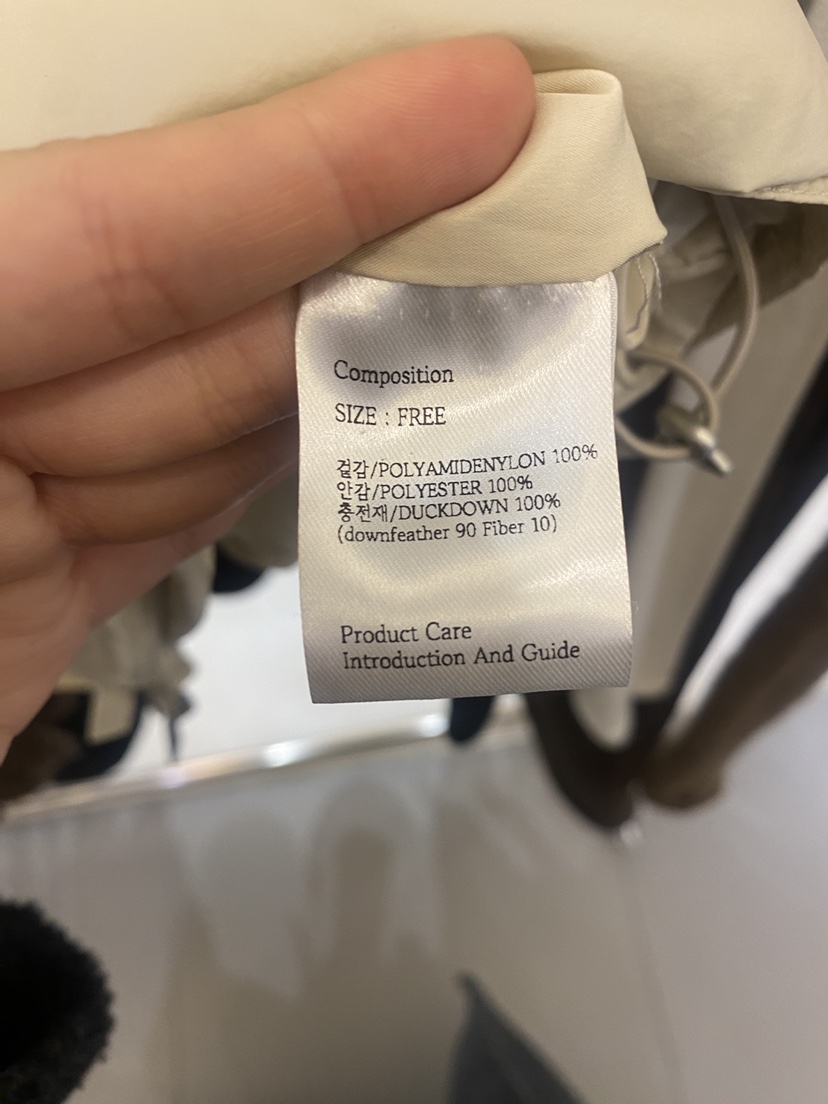 Composition
SIZE : FREE
겉감/POLYAMIDENYLON 100%
안감/POLYESTER 100%
충전재/DUCKDOWN 100%
(downfeather 90 Fiber 10)
Product Care
Introduction And Guide